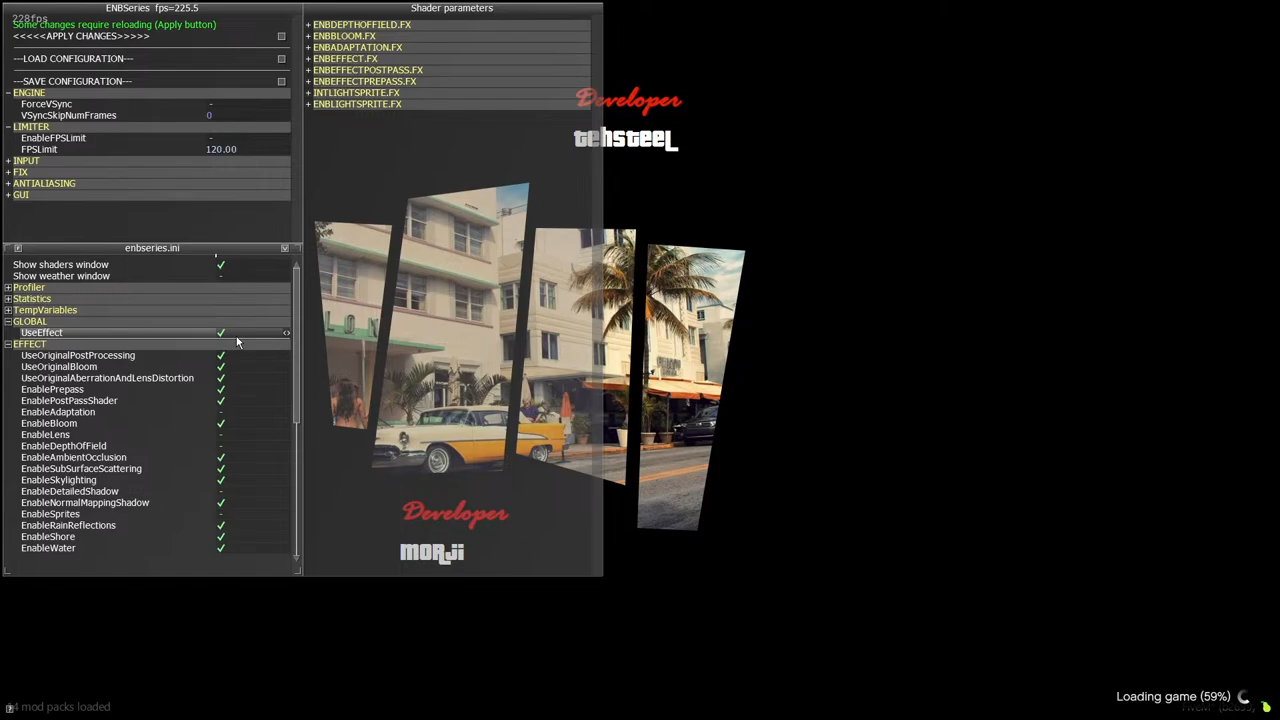 ENBSeries fps=225.5
228fps
Some changes require reloading (Apply button)
<<<<<APPLY CHANGES>>>>>
---LOAD CONFIGURATION---
---SAVE CONFIGURATION---
ENGINE
ForceVSync -
VSyncSkipNumFrames 0
LIMITER
EnableFPSLimit -
FPSLimit 120.00
INPUT
FIX
ANTIALIASING
GUI
enbseries.ini
Show shaders window
Show weather window -
Profiler
Statistics
TempVariables
GLOBAL
UseEffect
EFFECT
UseOriginalPostProcessing
UseOriginalBloom
UseOriginalAberrationAndLensDistortion
EnablePrepass
EnablePostPassShader
EnableAdaptation -
EnableBloom
EnableLens -
EnableDepthOfField -
EnableAmbientOcclusion
EnableSubSurfaceScattering
EnableSkylighting
EnableDetailedShadow -
EnableNormalMappingShadow
EnableSprites -
EnableRainReflections
EnableShore
EnableWater
Shader parameters
ENBDEPTHOFFIELD.FX
ENBBLOOM.FX
ENBADAPTATION.FX
ENBEFFECT.FX
ENBEFFECTPOSTPASS.FX
ENBEFFECTPREPASS.FX
INTLIGHTSPRITE.FX
ENBLIGHTSPRITE.FX
Developer
tehsteel
Developer
morji
Loading game (59%)
mod packs loaded